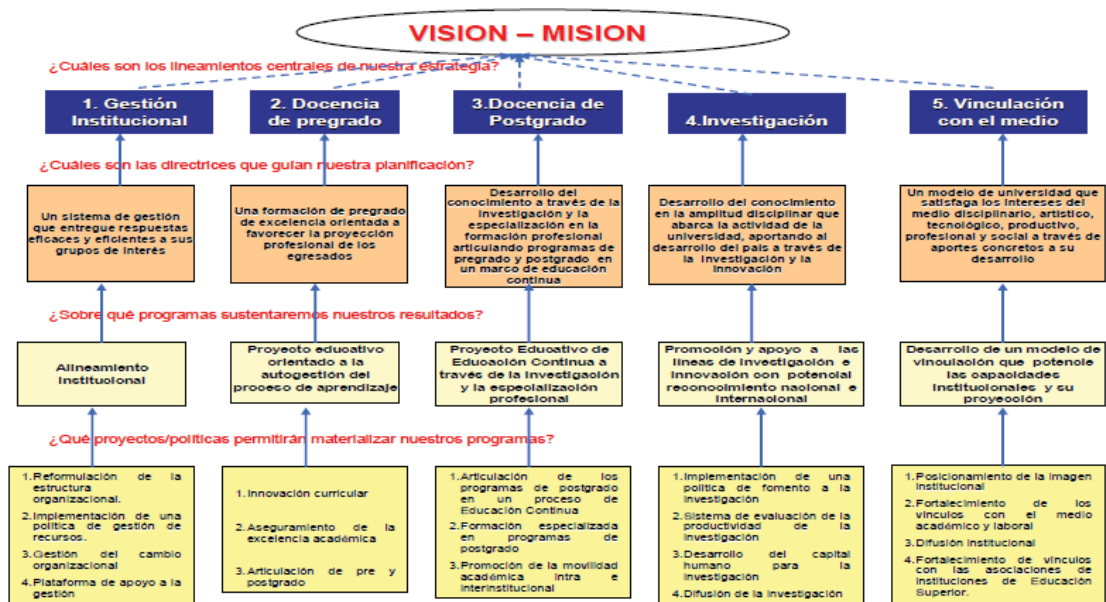 VISION – MISION
¿Cuáles son los lineamientos centrales de nuestra estrategia?
1. Gestión
Institucional
2. Docencia
de pregrado
3.Docencia de
Postgrado
4.Investigación
5. Vinculación
con el medio
¿Cuáles son las directrices que guían nuestra planificación?
Un sistema de gestión
que entregue respuestas
eficaces y eficientes a sus
grupos de interés
Una formación de pregrado
de excelencia orientada a
favorecer la proyección
profesional de los
egresados
Desarrollo del
conocimiento a través de la
investigación y la
especialización en la
formación profesional
articulando programas de
pregrado y postgrado en
un marco de educación
continua
Desarrollo del conocimiento
en la amplitud disciplinar que
abarca la actividad de la
universidad, aportando al
desarrollo del país a través de
la investigación y la
innovación
Un modelo de universidad que
satisfaga los intereses del
medio disciplinario, artístico,
tecnológico, productivo,
profesional y social a través de
aportes concretos a su
desarrollo
¿Sobre qué programas sustentaremos nuestros resultados?
Alineamiento
Institucional
Proyecto educativo
orientado a la
autogestión del
proceso de aprendizaje
Proyecto Educativo de
Educación Continua a
través de la Investigación
y la especialización
profesional
Promoción y apoyo a las
líneas de investigación e
innovación con potencial
reconocimiento nacional e
internacional
Desarrollo de un modelo de
vinculación que potencie
las capacidades
institucionales y su
proyección
¿Qué proyectos/políticas permitirán materializar nuestros programas?
1.Reformulación de la
estructura
organizacional.
2.Implementación de una
política de gestión de
recursos.
3.Gestión del cambio
organizacional
4.Plataforma de apoyo a la
gestión
1.Innovación curricular
2.Aseguramiento de la
excelencia académica
3.Articulación de pre y
postgrado
1.Articulación de los
programas de postgrado
en un proceso de
Educación Continua
2.Formación especializada
en programas de
postgrado
3.Promoción de la movilidad
académica intra e
interinstitucional
1.Implementación de una
política de fomento a la
investigación
2.Sistema de evaluación de la
productividad de la
investigación
3.Desarrollo del capital
humano para la
investigación
4.Difusión de la investigación
1.Posicionamiento de la imagen
institucional
2.Fortalecimiento de los
vínculos con el medio
académico y laboral
3.Difusión institucional
4.Fortalecimiento de vínculos
con las asociaciones de
Instituciones de Educación
Superior.